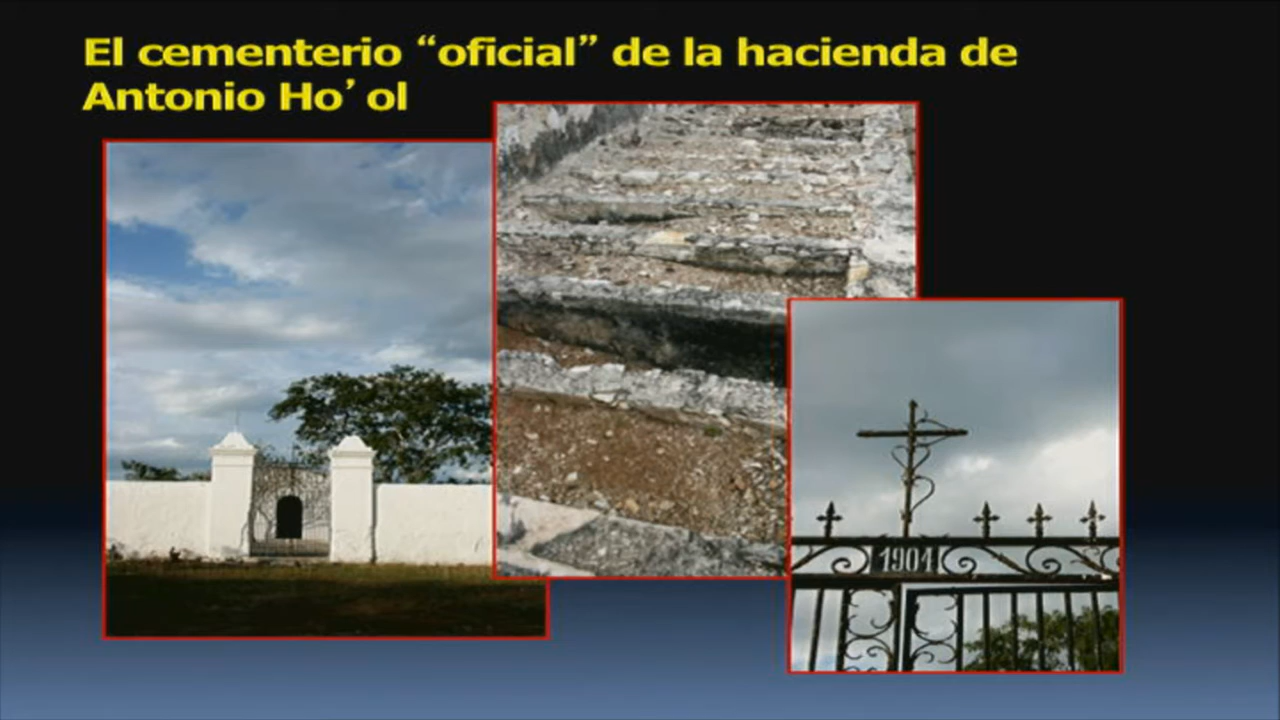 El cementerio “oficial” de la hacienda de
Antonio Ho’ol
1904